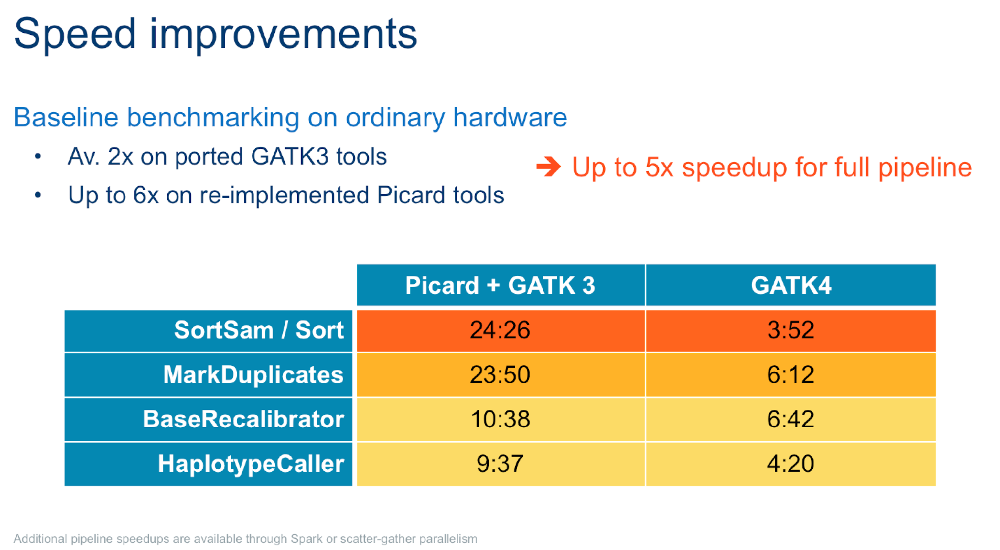 Speed improvements
Baseline benchmarking on ordinary hardware
• Av. 2x on ported GATK3 tools
• Up to 6x on re-implemented Picard tools
➔ Up to 5x speedup for full pipeline
Picard + GATK 3 GATK4
SortSam / Sort 24:26 3:52
MarkDuplicates 23:50 6:12
BaseRecalibrator 10:38 6:42
HaplotypeCaller 9:37 4:20
Additional pipeline speedups are available through Spark or scatter-gather parallelism